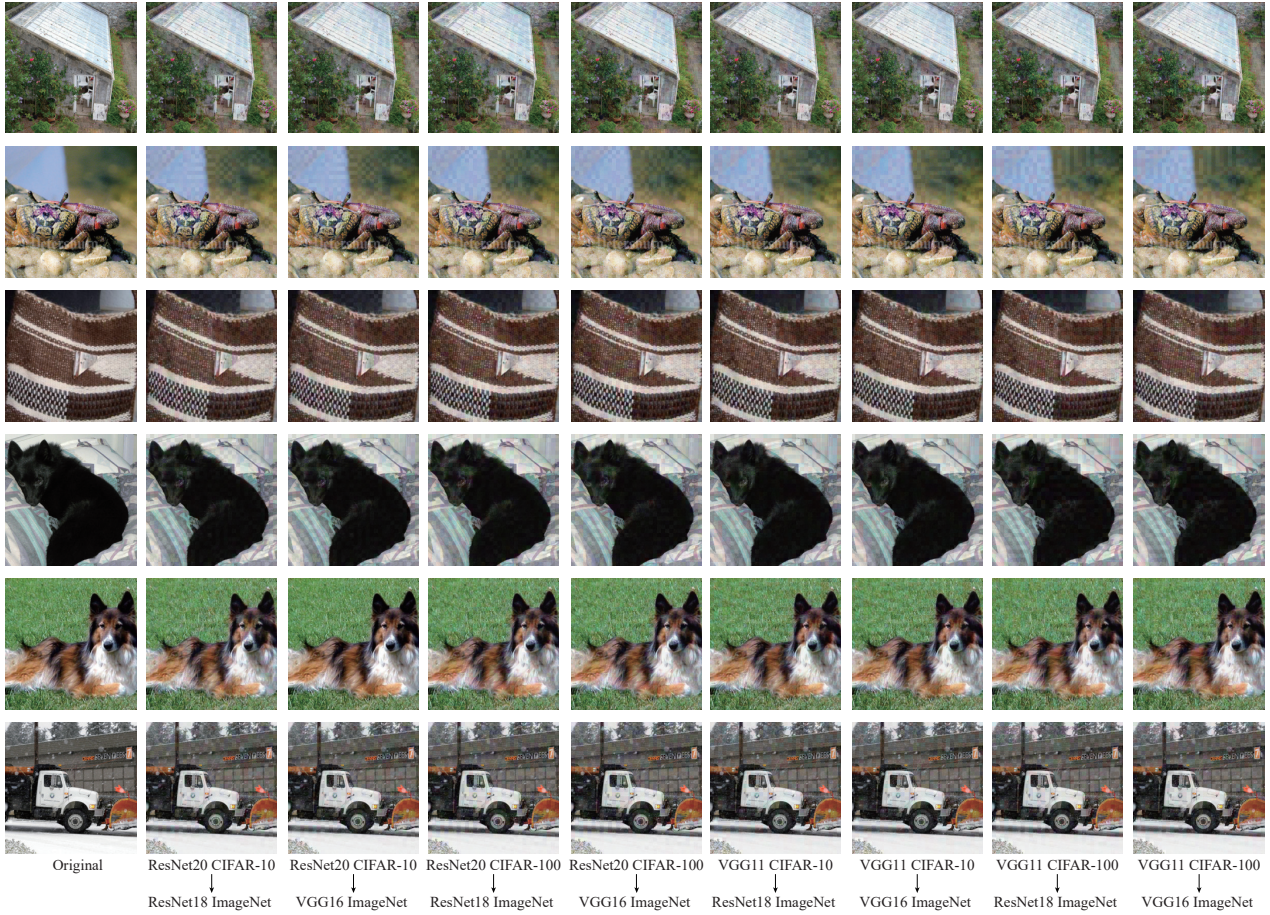 Original
ResNet20 CIFAR-10 ResNet20 CIFAR-10 ResNet20 CIFAR-100 ResNet20 CIFAR-100 VGG11 CIFAR-10 VGG11 CIFAR-10 VGG11 CIFAR-100 VGG11 CIFAR-100
ResNet18 ImageNet VGG16 ImageNet ResNet18 ImageNet VGG16 ImageNet ResNet18 ImageNet VGG16 ImageNet ResNet18 ImageNet VGG16 ImageNet